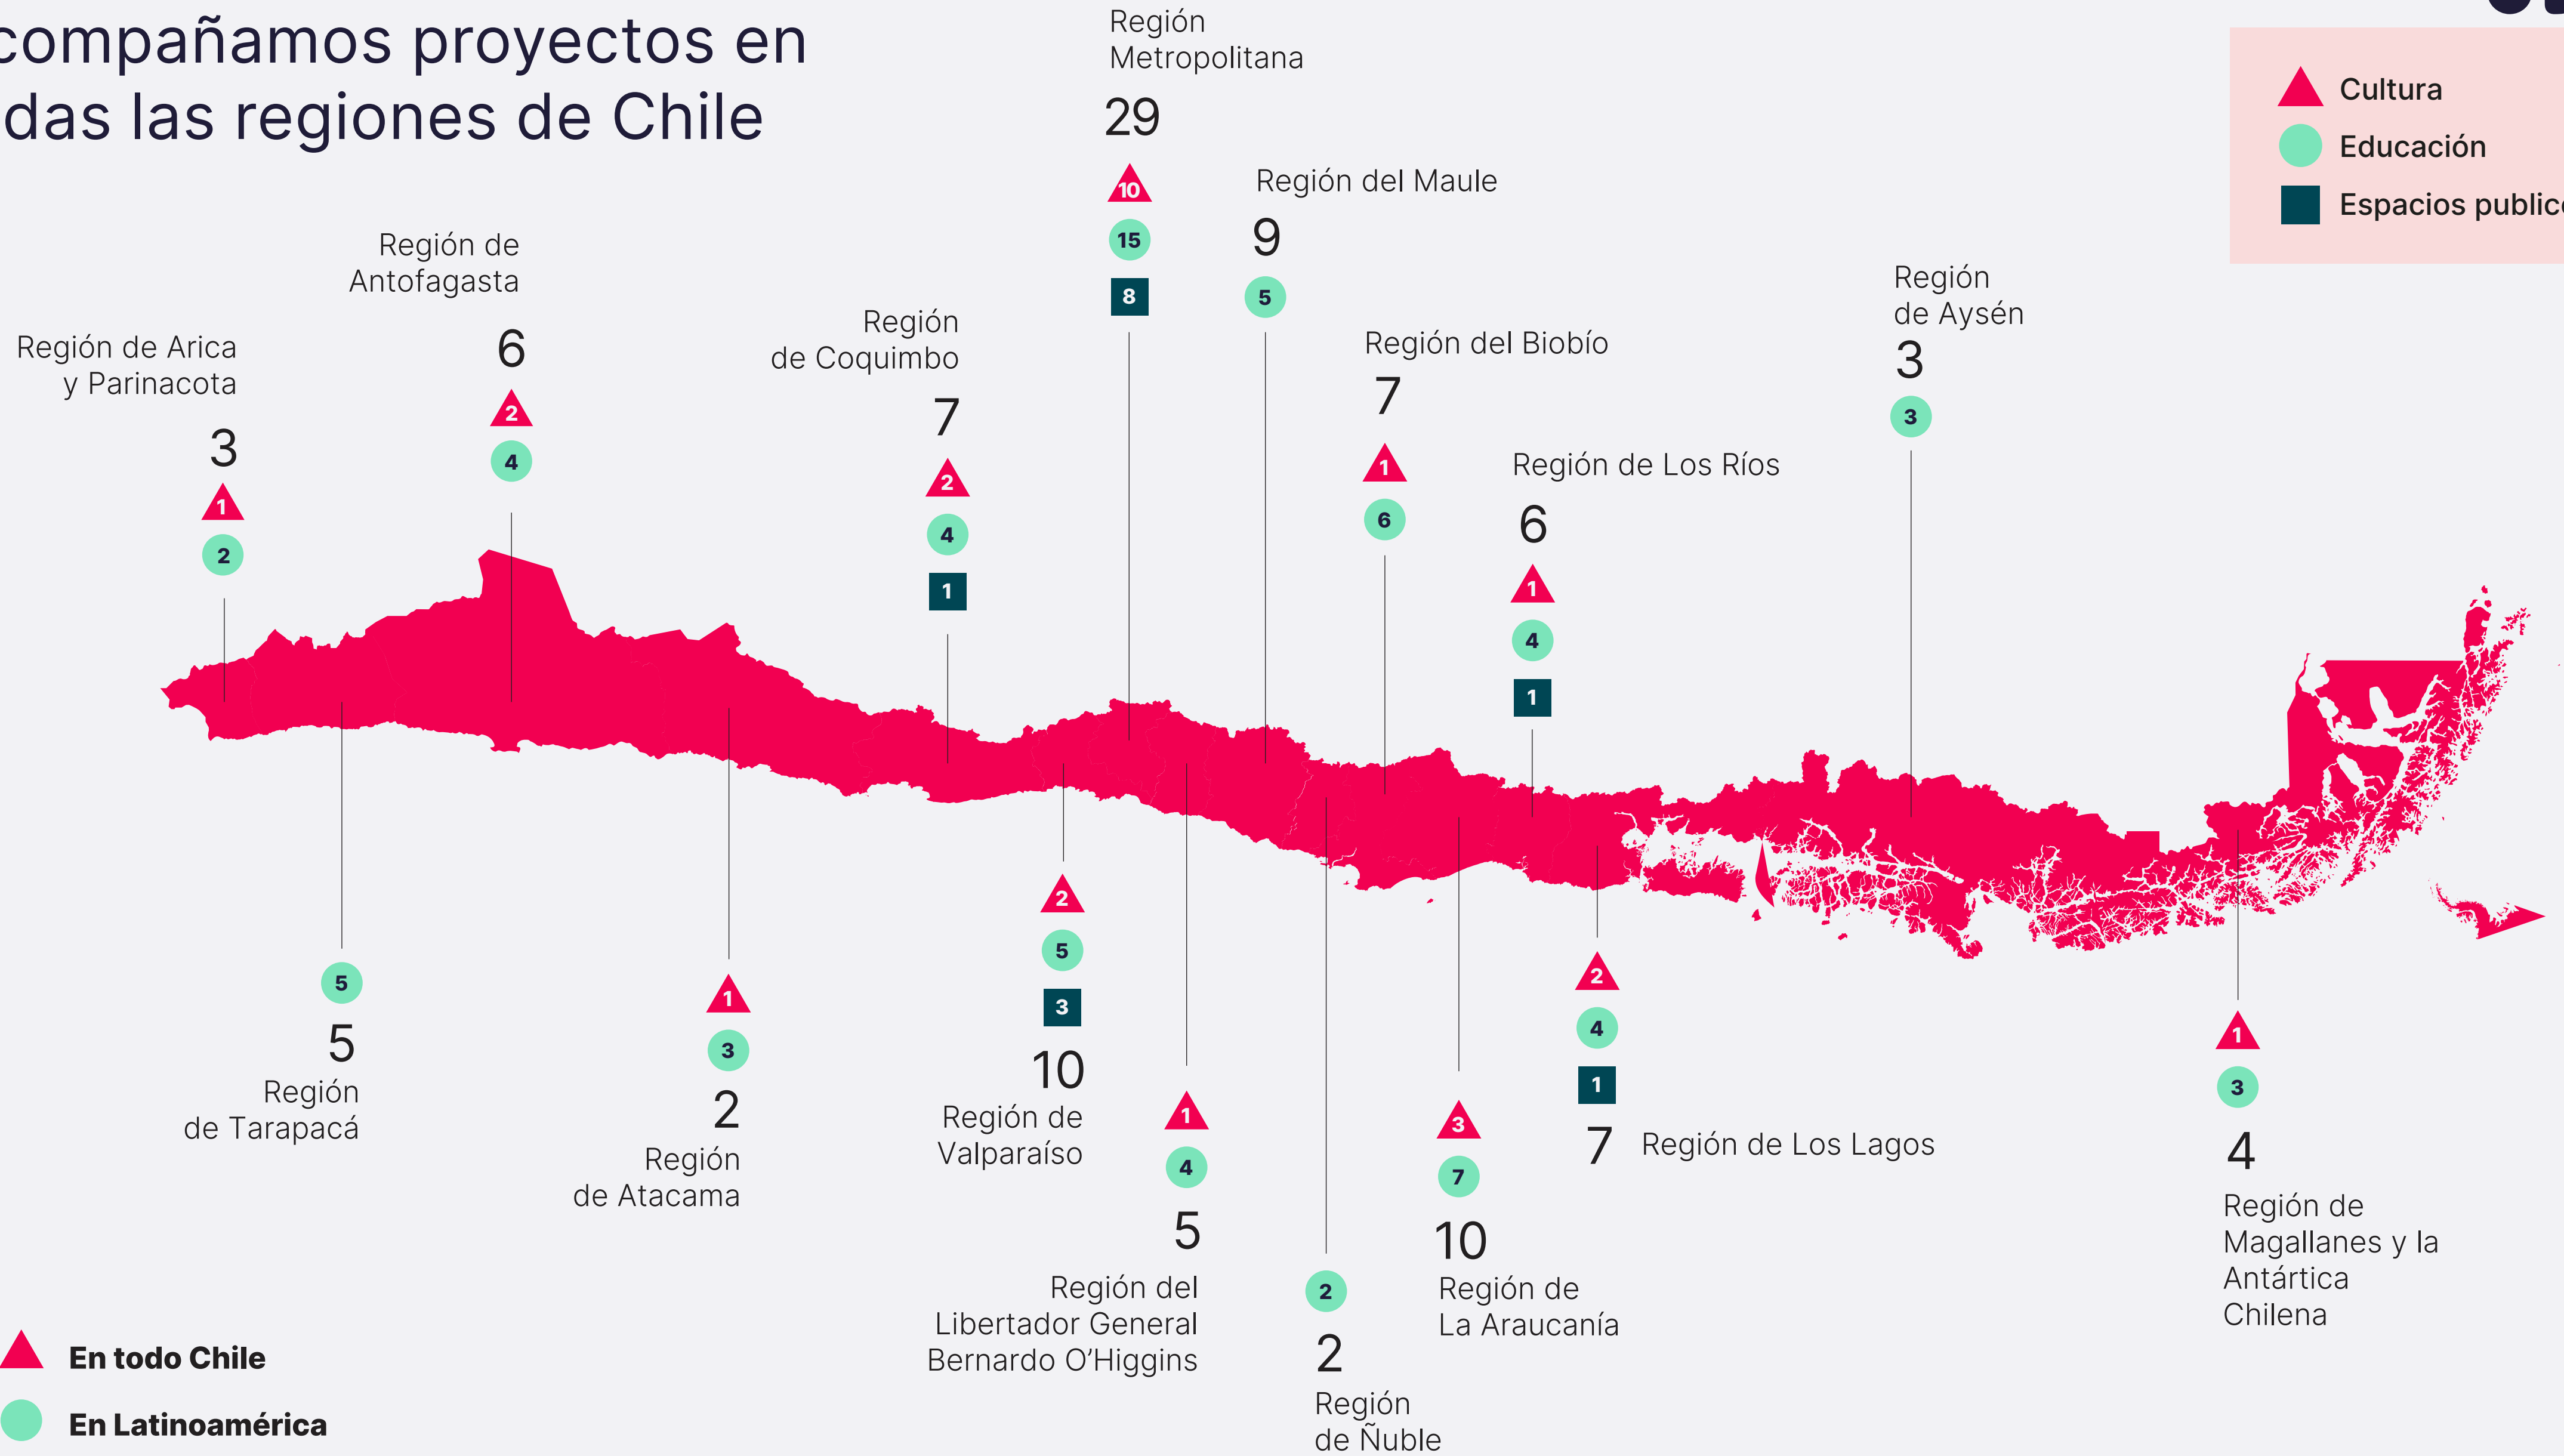 compañamos proyectos en
das las regiones de Chile
Cultura
Educación
Espacios public
Región
Metropolitana
29
10
15
8
Región del Maule
9
5
Región de
Antofagasta
6
2
4
Región de Arica
y Parinacota
3
1
2
Región
de Coquimbo
7
2
4
1
Región del Biobío
7
1
6
Región de Los Ríos
6
1
4
1
Región
de Aysén
3
3
5
5
Región
de Tarapacá
1
3
2
Región
de Atacama
2
5
3
10
Región de
Valparaíso
1
4
5
Región del
Libertador General
Bernardo O’Higgins
2
2
Región
de Ñuble
3
7
10
Región de
La Araucanía
2
4
1
7
Región de Los Lagos
1
3
4
Región de
Magallanes y la
Antártica
Chilena
En todo Chile
En Latinoamérica